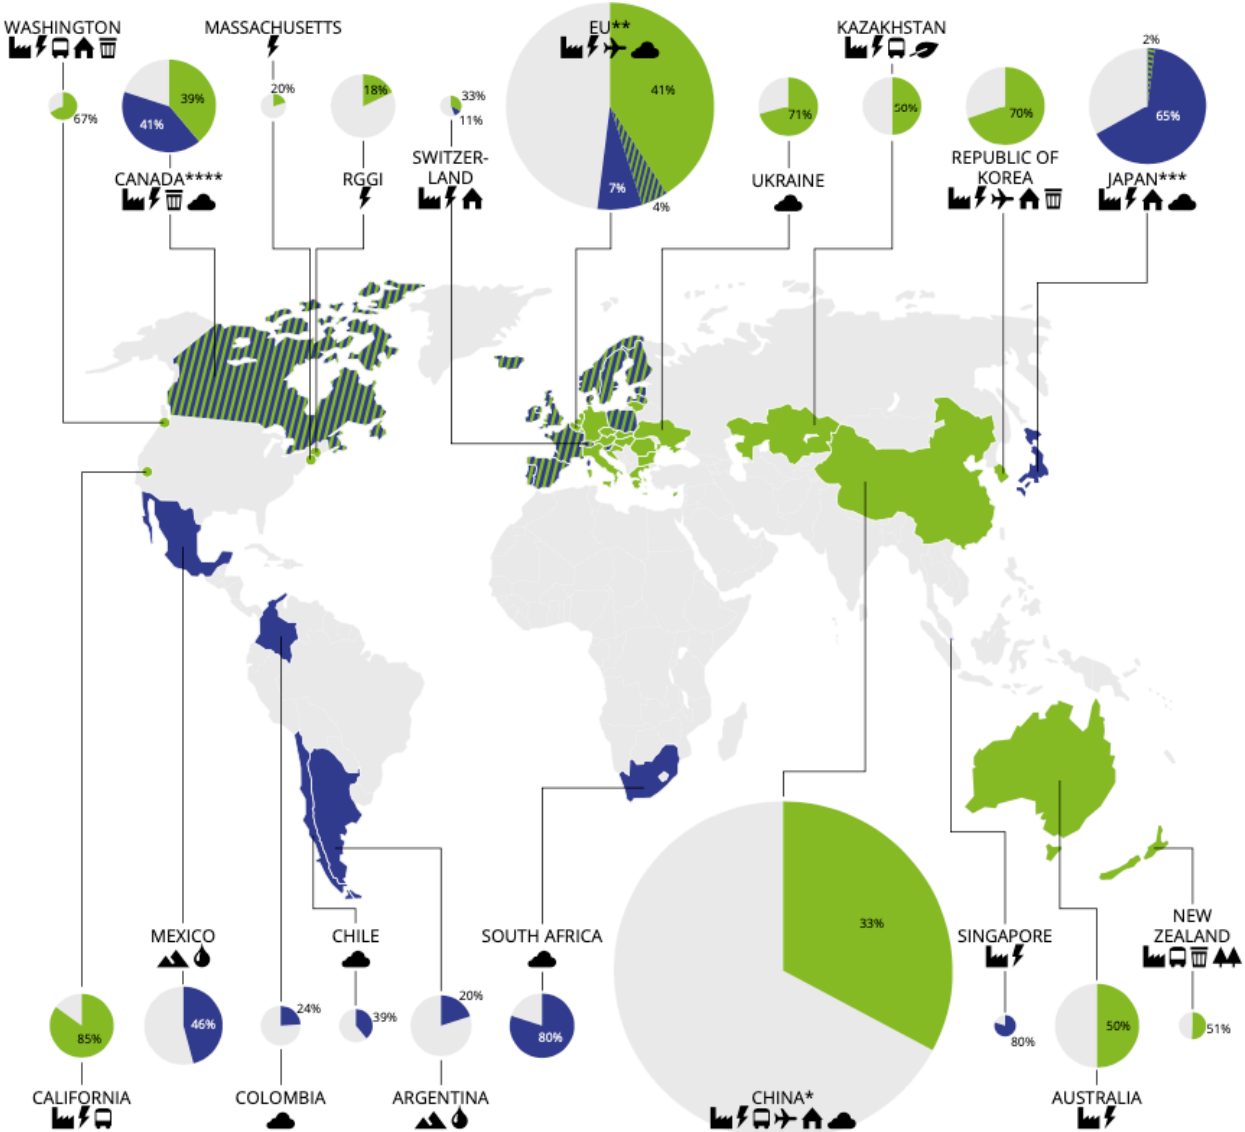 WASHINGTON
67%
CANADA****
39%
41%
MASSACHUSETTS
20%
RGGI
18%
SWITZER-
LAND
33%
11%
EU**
41%
7%
4%
UKRAINE
71%
KAZAKHSTAN
50%
REPUBLIC OF
KOREA
70%
JAPAN***
2%
65%
CALIFORNIA
85%
MEXICO
46%
COLOMBIA
24%
CHILE
39%
ARGENTINA
20%
SOUTH AFRICA
80%
CHINA*
33%
SINGAPORE
80%
AUSTRALIA
50%
NEW
ZEALAND
51%